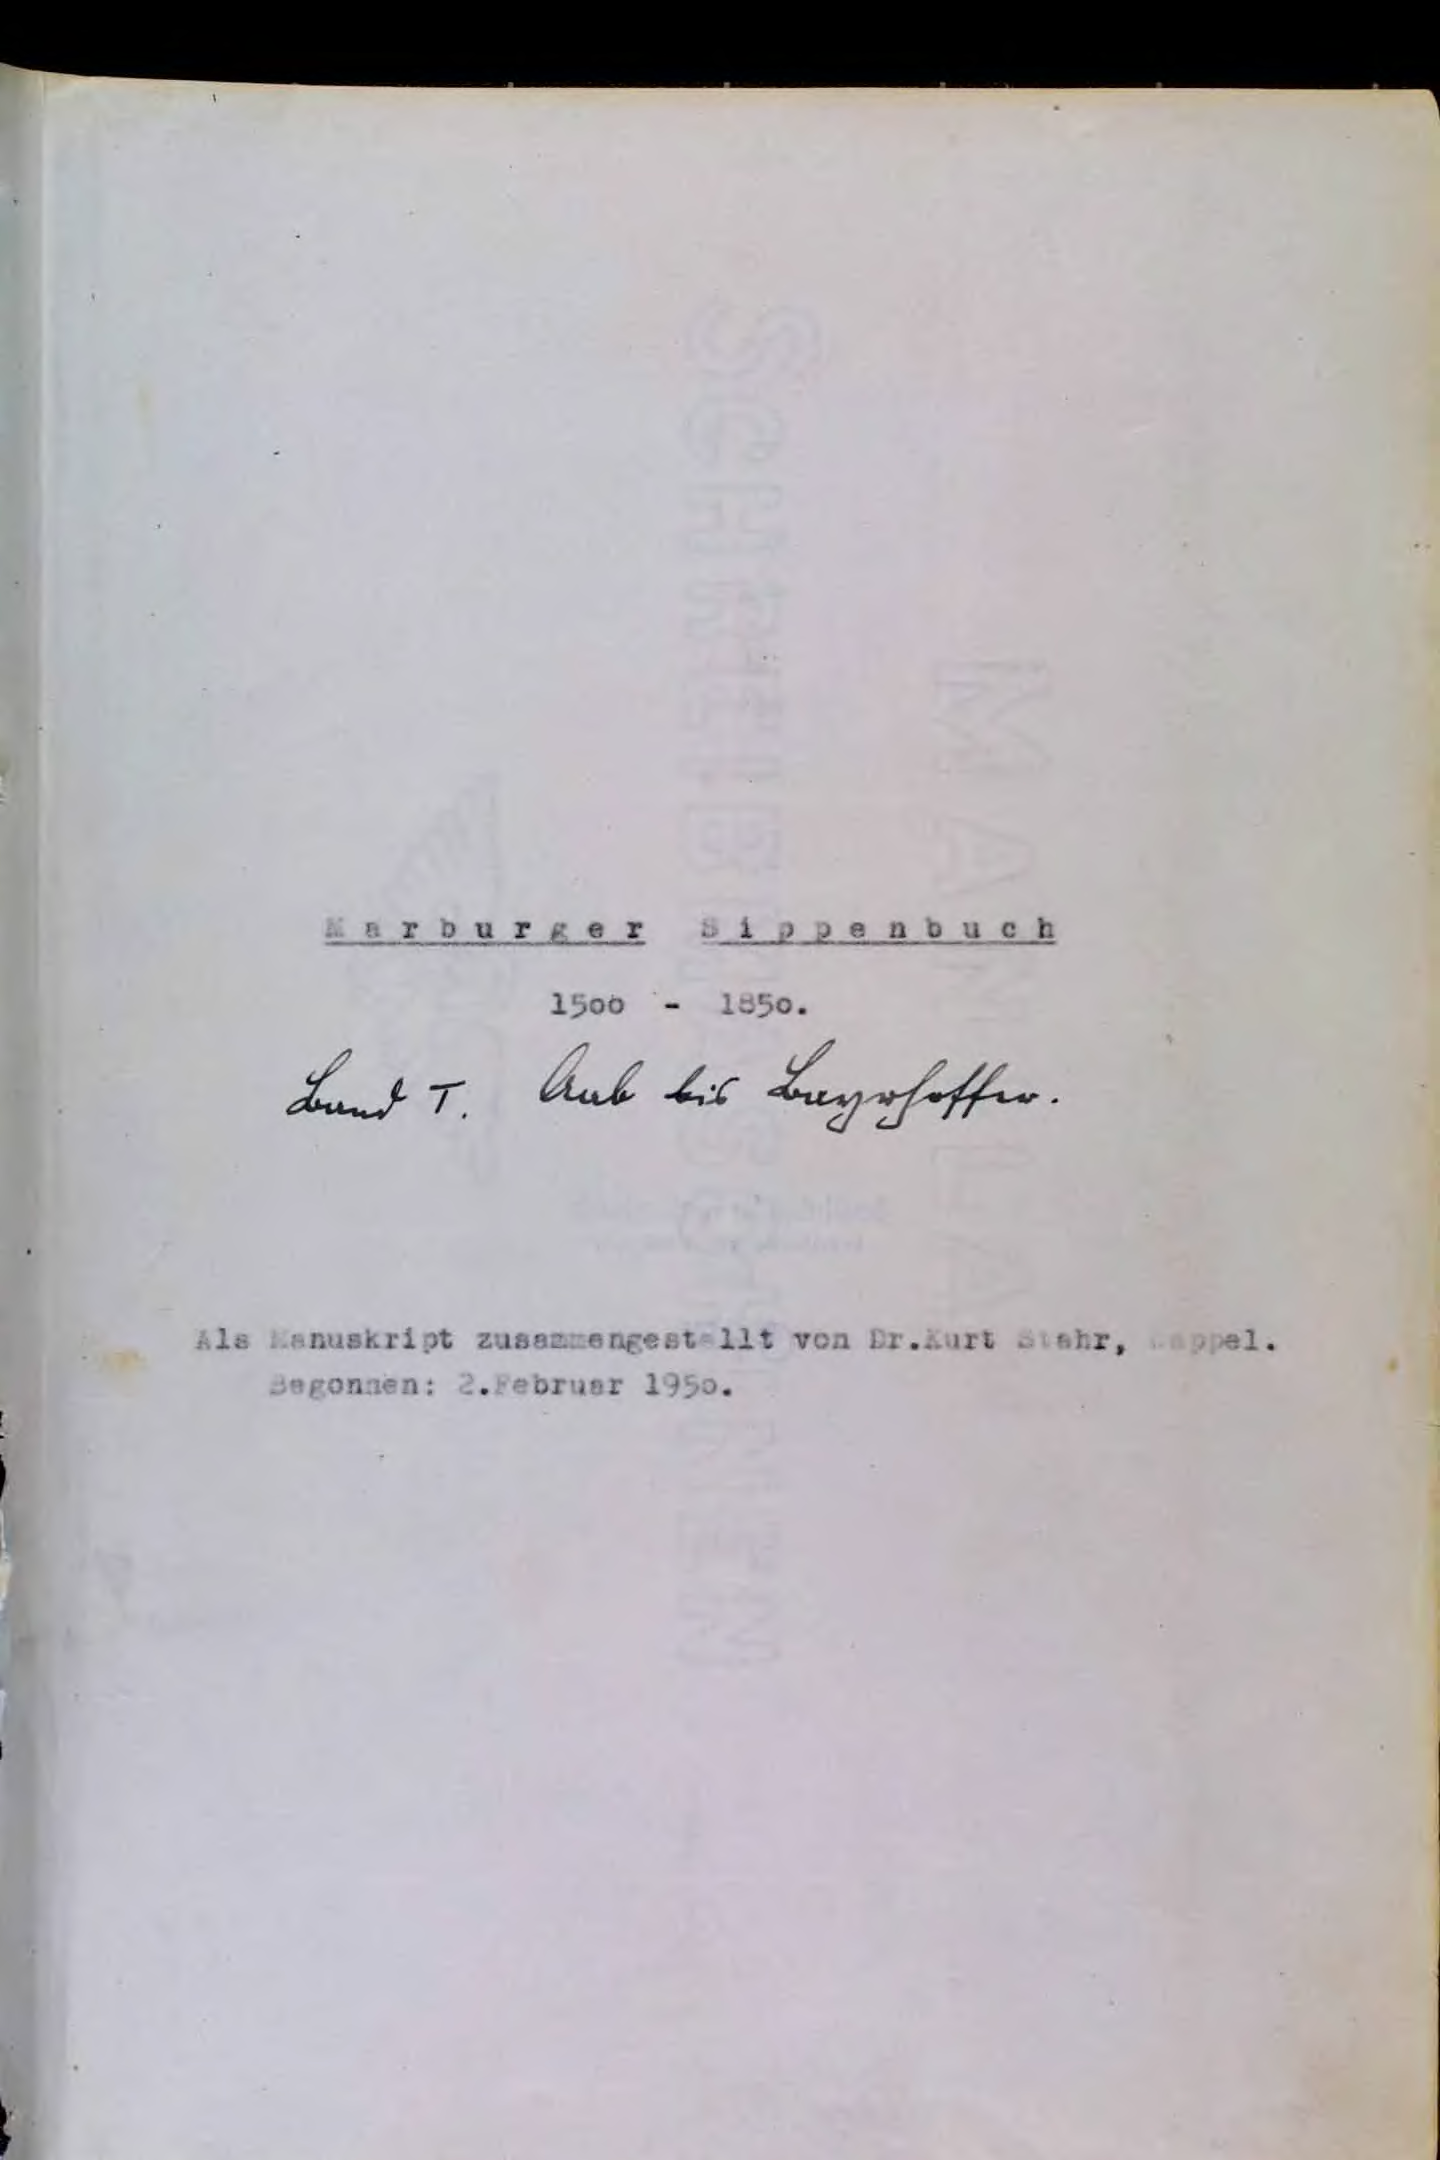 Marburger Sippenbuch
1500 - 1850.
Band I. Aab bis Bayrhoffer.
Als Manuskript zusammengestellt von Dr.Kurt Stahr, Cappel.
Begonnen: 2.Februar 1950.